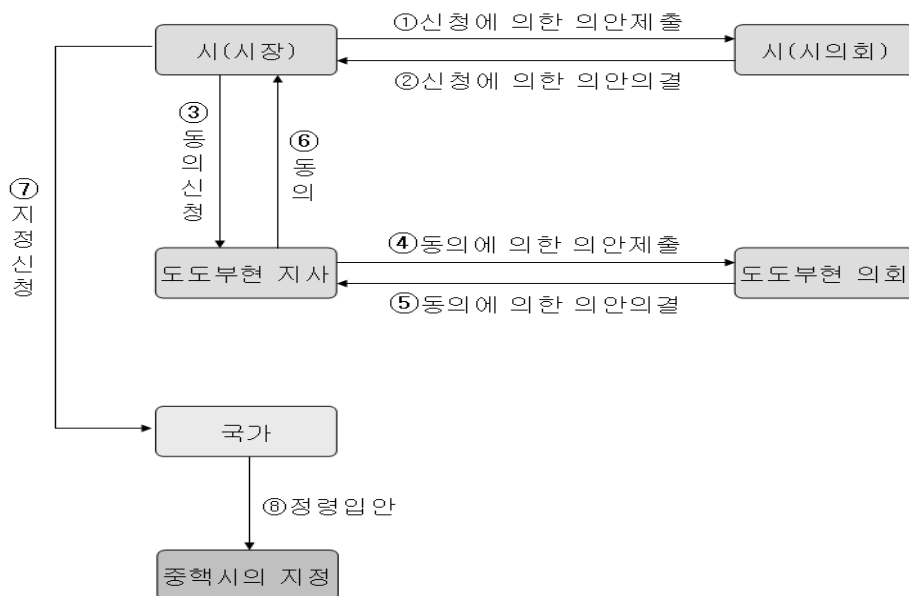 ①신청에 의한 의안제출
시(시장)
시(시의회)
②신청에 의한 의안의결
③동의신청
⑥동의
⑦지정신청
④동의에 의한 의안제출
도도부현 지사
도도부현 의회
⑤동의에 의한 의안의결
국가
⑧정령입안
중핵시의 지정